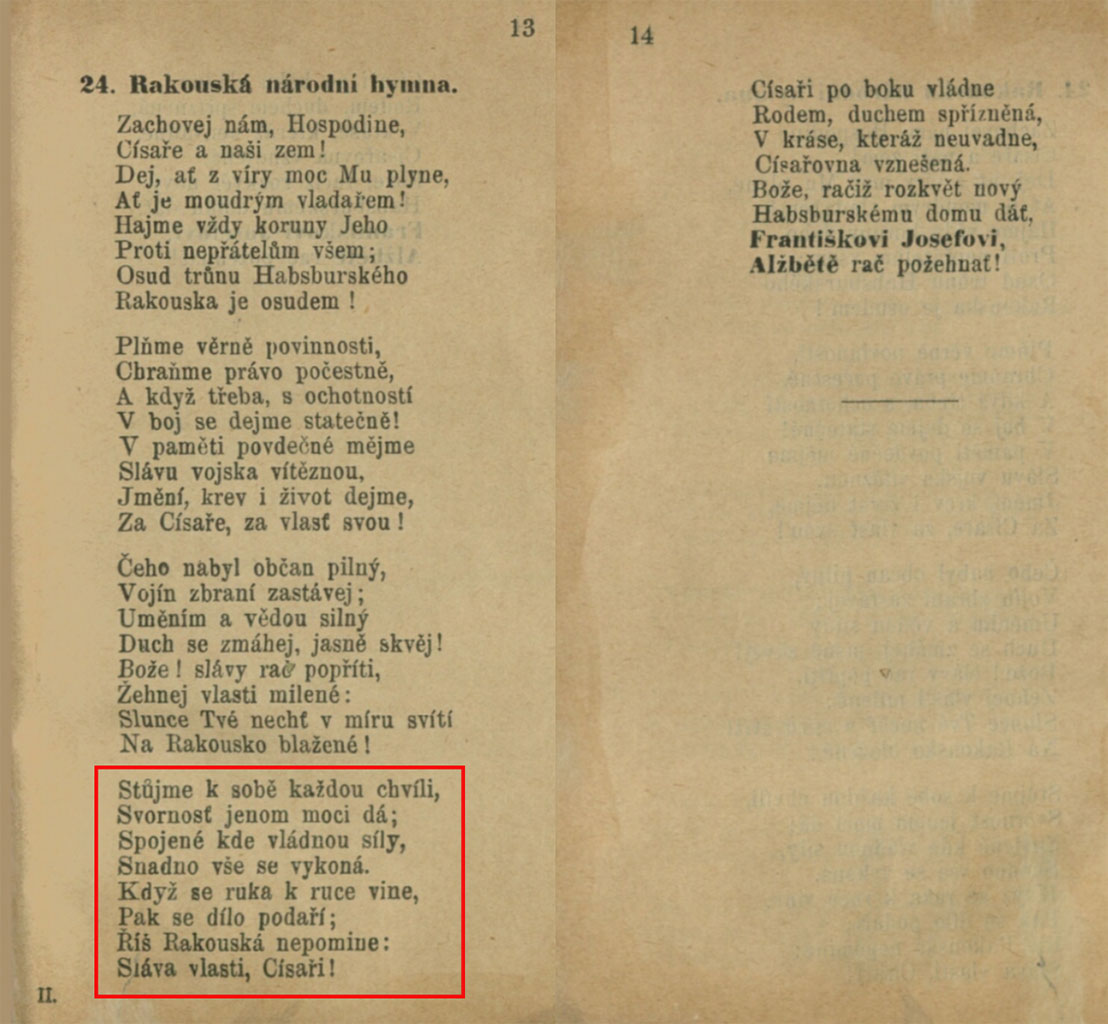 13
24. Rakouská národní hymna.
Zachovej nám, Hospodine,
Císaře a naši zem!
Dej, ať z víry moc Mu plyne,
Ať je moudrým vladařem!
Hajme vždy koruny Jeho
Proti nepřátelům všem;
Osud trůnu Habsburského
Rakouska je osudem!
Plňme věrně povinnosti,
Chraňme právo počestně,
A když třeba, s ochotností
V boj se dejme statečně!
V paměti povdečné mějme
Slávu vojska vítěznou,
Jmění, krev i život dejme,
Za Císaře, za vlasť svou!
Čeho nabyl občan pilný,
Vojín zbraní zastávej;
Uměním a vědou silný
Duch se zmáhej, jasně skvěj!
Bože! slávy rač popříti,
Žehnej vlasti milené:
Slunce Tvé nechť v míru svítí
Na Rakousko blažené!
Stůjme k sobě každou chvíli,
Svornosť jenom moci dá;
Spojené kde vládnou síly,
Snadno vše se vykoná.
Když se ruka k ruce vine,
Pak se dílo podaří;
Říš Rakouská nepomine:
Sláva vlasti, Císaři!
II.
14
Císaři po boku vládne
Rodem, duchem spřízněná,
V kráse, kteráž neuvadne,
Císařovna vznešená.
Bože, račiž rozkvět nový
Habsburskému domu dáť,
Františkovi Josefovi,
Alžbětě rač požehnať!